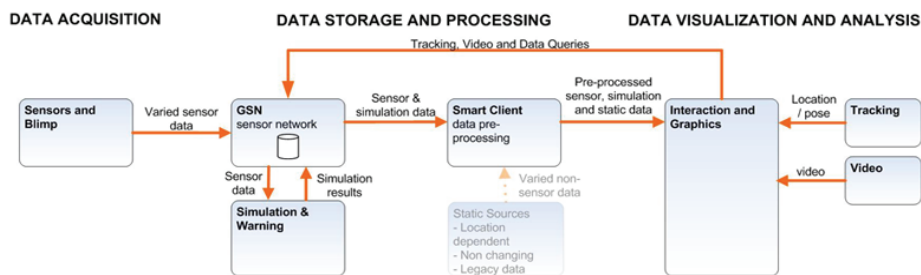 DATA ACQUISITION
DATA STORAGE AND PROCESSING
DATA VISUALIZATION AND ANALYSIS
Tracking, Video and Data Queries
Sensors and
Blimp
Varied sensor
data
GSN
sensor network
Sensor &
simulation data
Smart Client
data pre-
processing
Pre-processed
sensor, simulation
and static data
Interaction and
Graphics
Location
/ pose
Tracking
video
Video
Sensor
data
Simulation
results
Simulation &
Warning
Varied non-
sensor data
Static Sources
- Location
dependent
- Non changing
- Legacy data